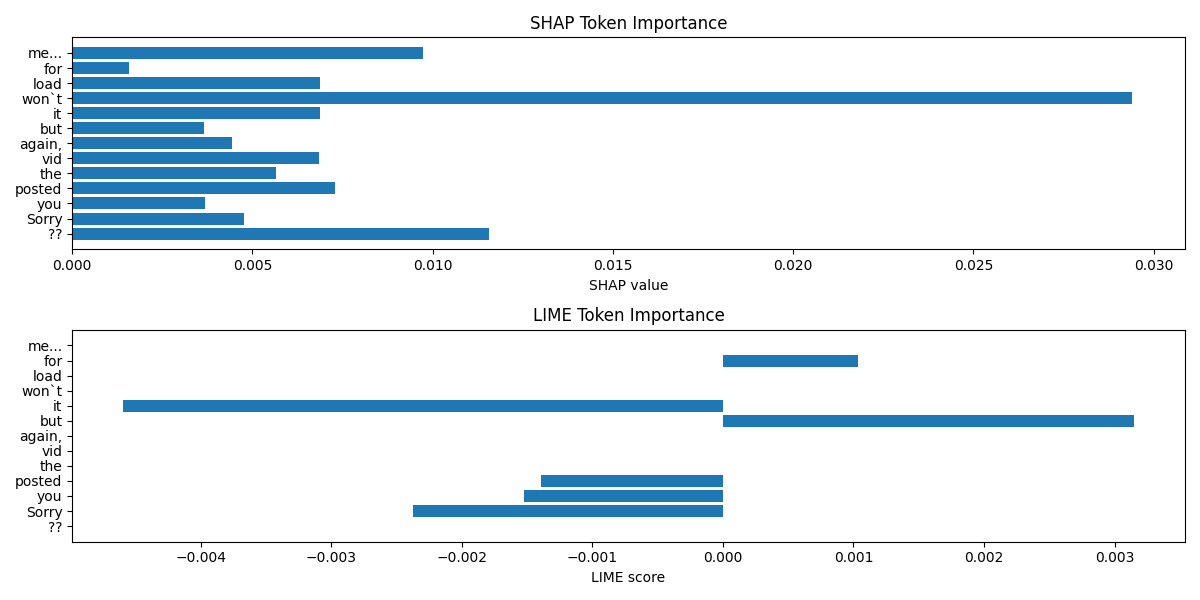 SHAP Token Importance
me...
for
load
won`t
it
but
again,
vid
the
posted
you
Sorry
??
0.000 0.005 0.010 0.015 0.020 0.025 0.030
SHAP value
LIME Token Importance
me...
for
load
won`t
it
but
again,
vid
the
posted
you
Sorry
??
−0.004 −0.003 −0.002 −0.001 0.000 0.001 0.002 0.003
LIME score